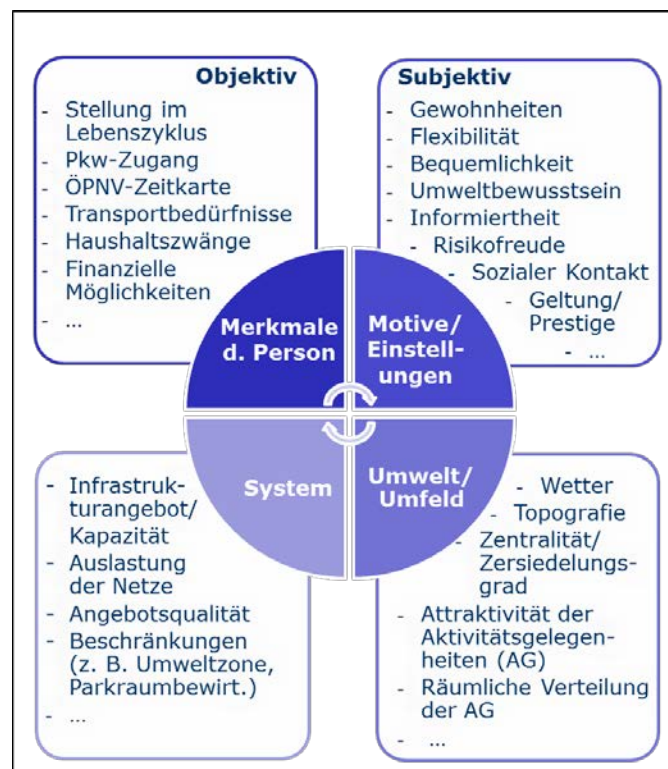 Objektiv
- Stellung im
Lebenszyklus
- Pkw-Zugang
- ÖPNV-Zeitkarte
- Transportbedürfnisse
- Haushaltszwänge
- Finanzielle
Möglichkeiten
- ...
Subjektiv
- Gewohnheiten
- Flexibilität
- Bequemlichkeit
- Umweltbewusstsein
- Informiertheit
- Risikofreude
- Sozialer Kontakt
- Geltung/
Prestige
- ...
Merkmale
d. Person
Motive/
Einstell-
ungen
System
Umwelt/
Umfeld
- Infrastruk-
turangebot/
Kapazität
- Auslastung
der Netze
- Angebotsqualität
- Beschränkungen
(z. B. Umweltzone,
Parkraumbewirt.)
- ...
- Wetter
- Topografie
- Zentralität/
Zersiedelungs-
grad
- Attraktivität der
Aktivitätsgelegen-
heiten (AG)
- Räumliche Verteilung
der AG
- ...